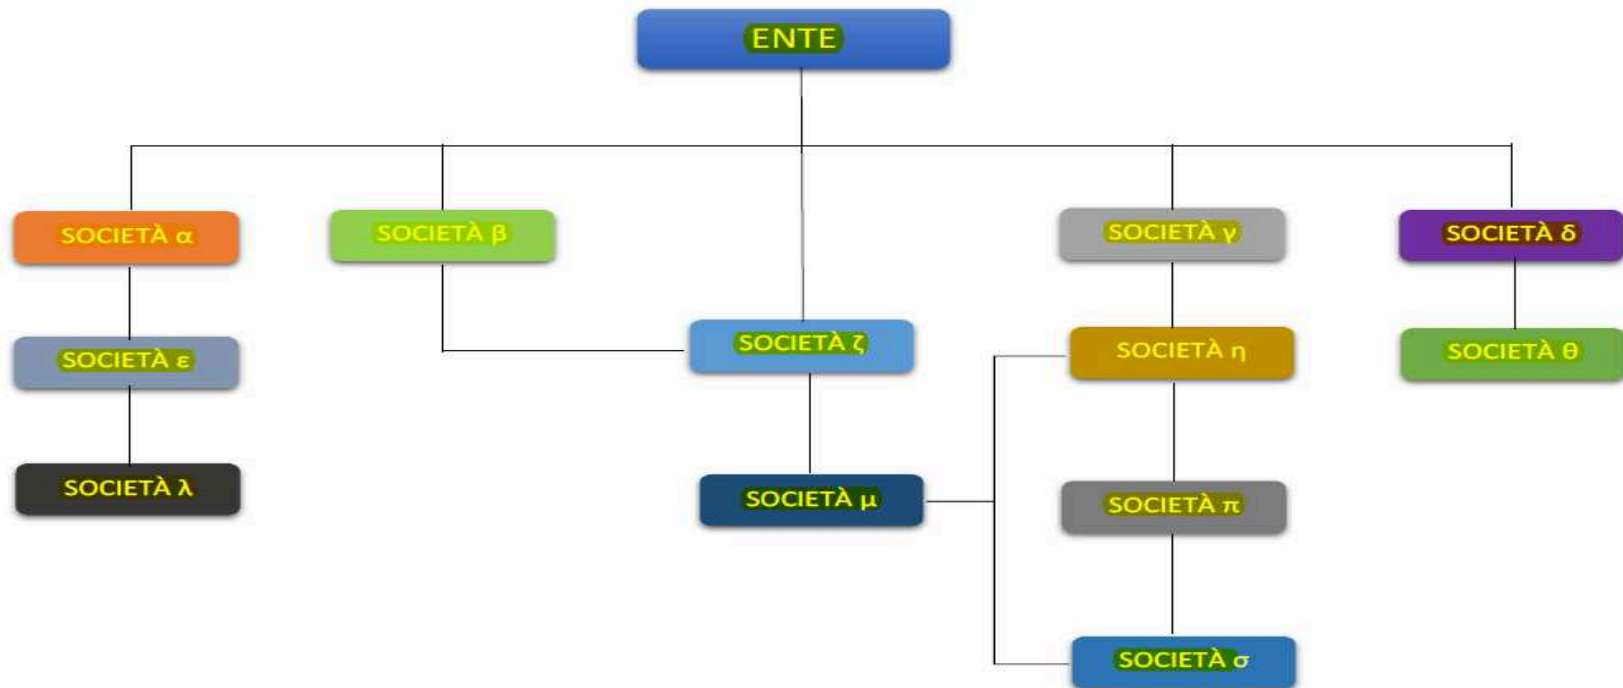 ENTE
SOCIETÀ α
SOCIETÀ β
SOCIETÀ γ
SOCIETÀ δ
SOCIETÀ ε
SOCIETÀ ζ
SOCIETÀ η
SOCIETÀ θ
SOCIETÀ λ
SOCIETÀ μ
SOCIETÀ π
SOCIETÀ σ